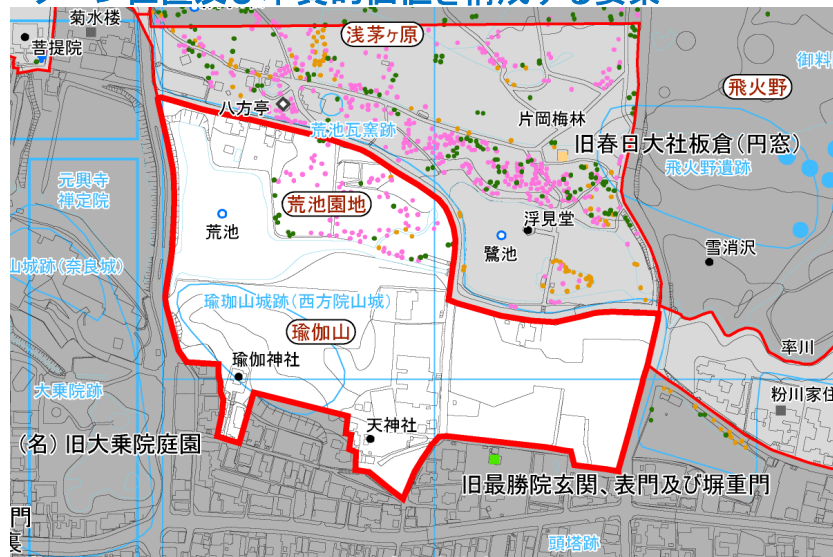 菊水楼
菩提院
浅茅ヶ原
飛火野
御料
八方亭
片岡梅林
荒池瓦窯跡
旧春日大社板倉(円窓)
飛火野遺跡
元興寺
禅定院
荒池園地
荒池
浮見堂
鷺池
雪消沢
山城跡(奈良城)
瑜珈山城跡(西方院山城)
瑜伽山
率川
瑜伽神社
大乗院跡
粉川家住
天神社
(名)旧大乗院庭園
旧最勝院玄関、表門及び塀重門
門
頭塔跡